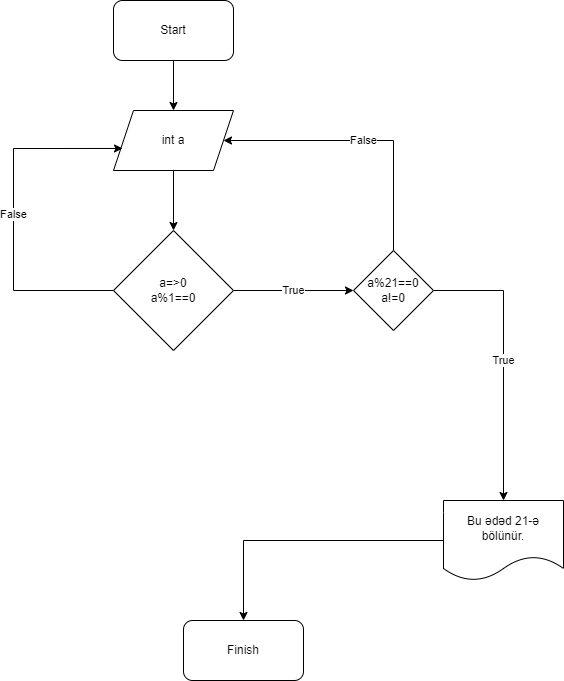 Start
int a
False
False
a=>0
a%1==0
True
a%21==0
a!=0
True
Bu ədəd 21-ə
bölünür.
Finish